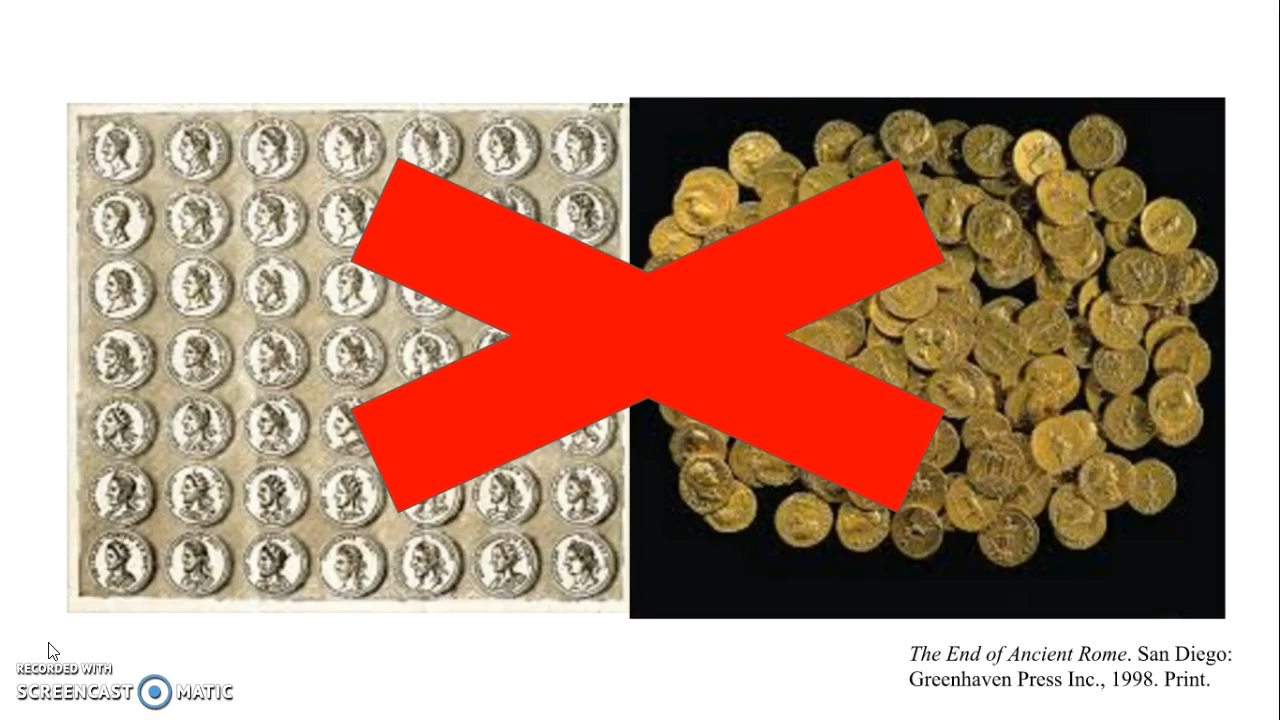 The End of Ancient Rome. San Diego:
Greenhaven Press Inc., 1998. Print.
RECORDED WITH
SCREENCAST MATIC